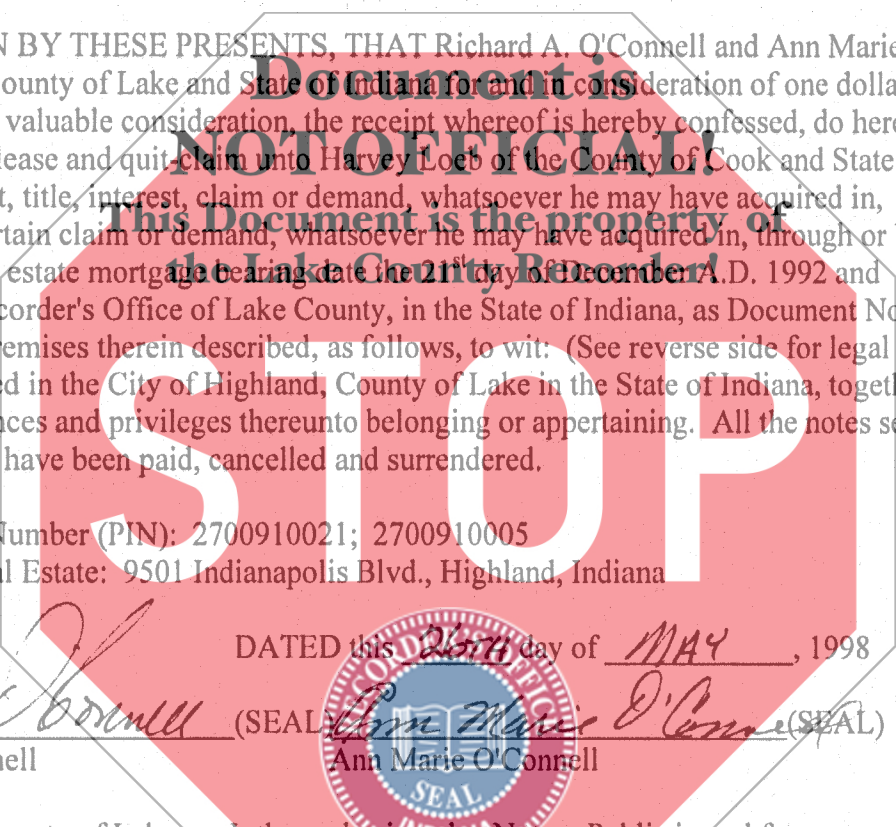 N BY THESE PRESENTS, THAT Richard A. O'Connell and Ann Marie
ounty of Lake and State of Indiana for and in consideration of one dolla
Document is
valuable consideration, the receipt whereof is hereby confessed, do here
NOT OFFICIAL!
lease and quit-claim unto Harvey Loeb of the County of Cook and State
t, title, interest, claim or demand, whatsoever he may have acquired in,
This Document is the property of
rtain claim or demand, whatsoever he may have acquired in, through or
the Lake County Recorder!
estate mortgage bearing date the 21st day of December A.D. 1992 and
corder's Office of Lake County, in the State of Indiana, as Document No
remises therein described, as follows, to wit: (See reverse side for legal
ed in the City of Highland, County of Lake in the State of Indiana, togeth
nces and privileges thereunto belonging or appertaining. All the notes se
have been paid, cancelled and surrendered.
STOP
Number (PIN): 2700910021; 2700910005
l Estate: 9501 Indianapolis Blvd., Highland, Indiana
DATED this 26TH day of MAY, 1998
(SEAL) Ann Marie O'Connell (SEAL)
nell Ann Marie O'Connell
SEAL